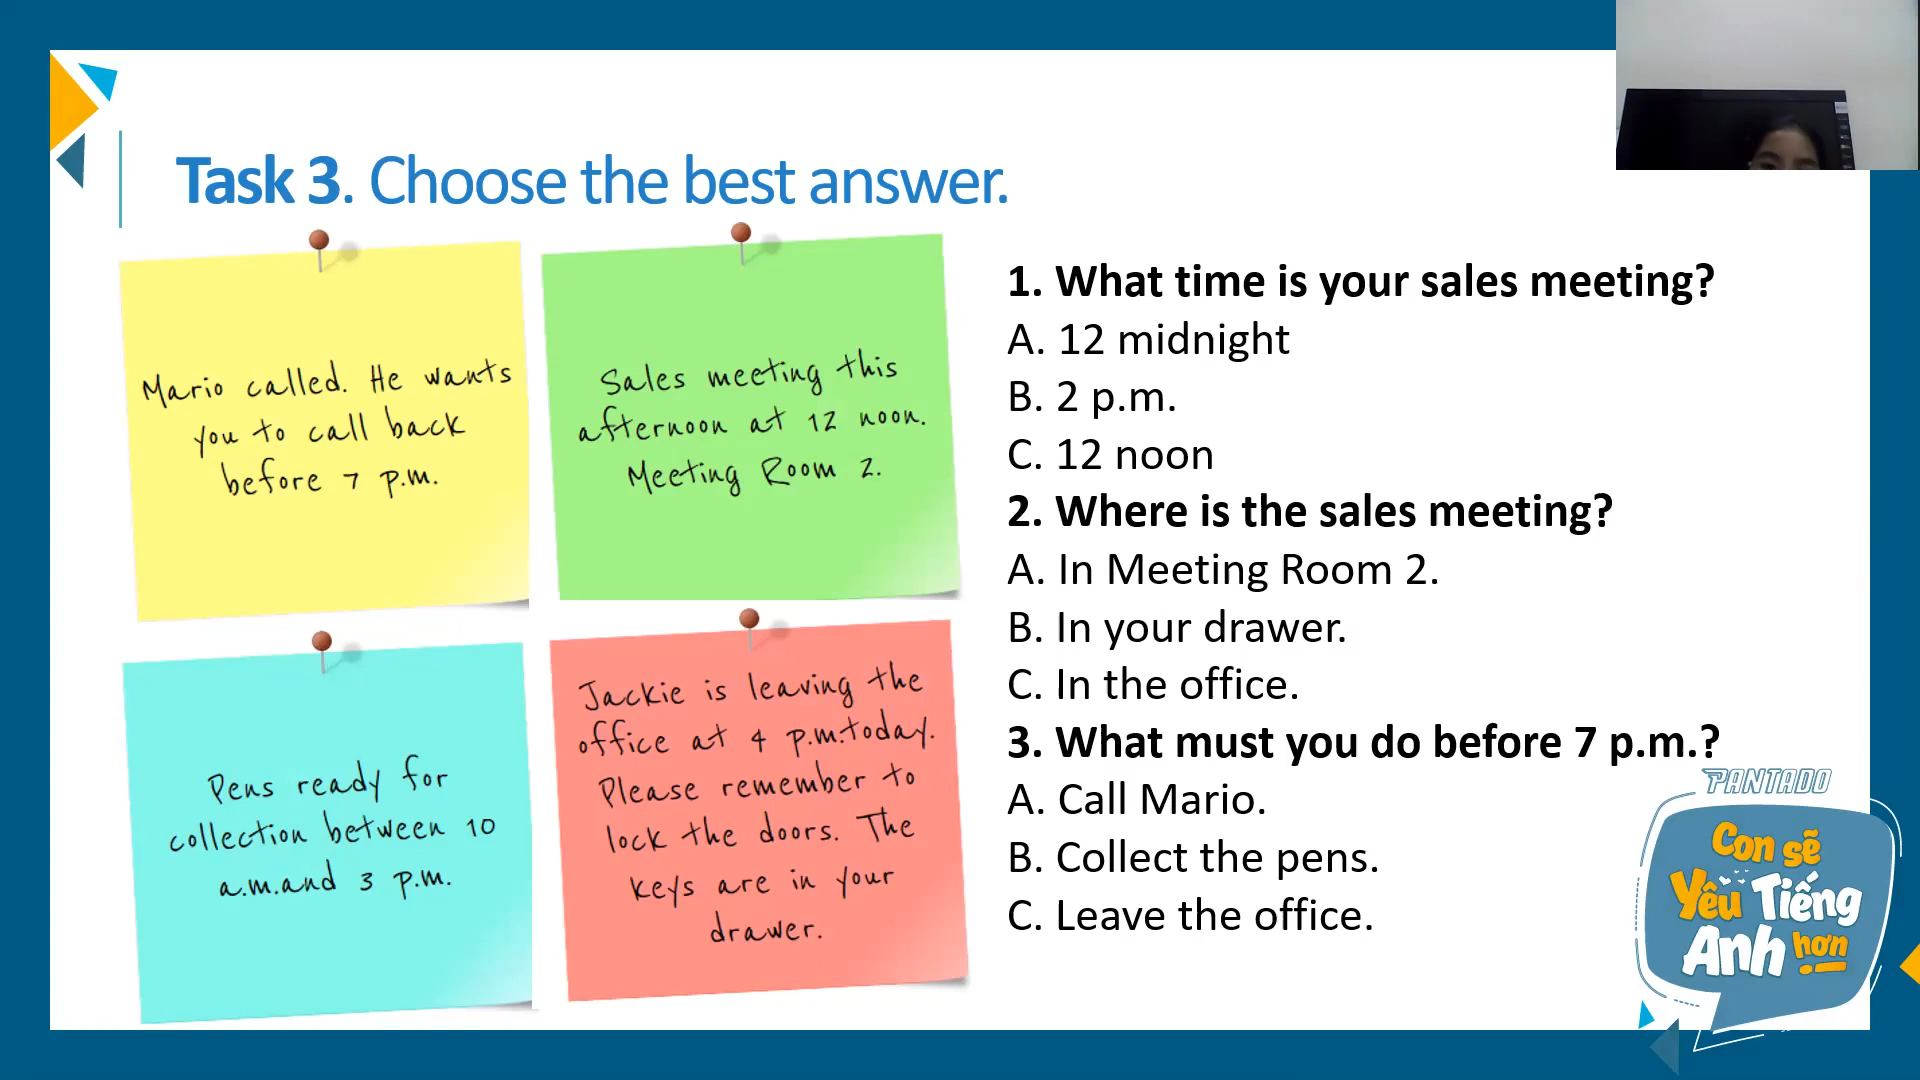 Task 3. Choose the best answer.
Mario called. He wants
you to call back
before 7 p.m.
Sales meeting this
afternoon at 12 noon.
Meeting Room 2.
Pens ready for
collection between 10
a.m.and 3 p.m.
Jackie is leaving the
office at 4 p.m.today.
Please remember to
lock the doors. The
keys are in your
drawer.
1. What time is your sales meeting?
A. 12 midnight
B. 2 p.m.
C. 12 noon
2. Where is the sales meeting?
A. In Meeting Room 2.
B. In your drawer.
C. In the office.
3. What must you do before 7 p.m.?
A. Call Mario.
B. Collect the pens.
C. Leave the office.
PANTADO
Con sẽ
Yêu Tiếng
Anh hơn